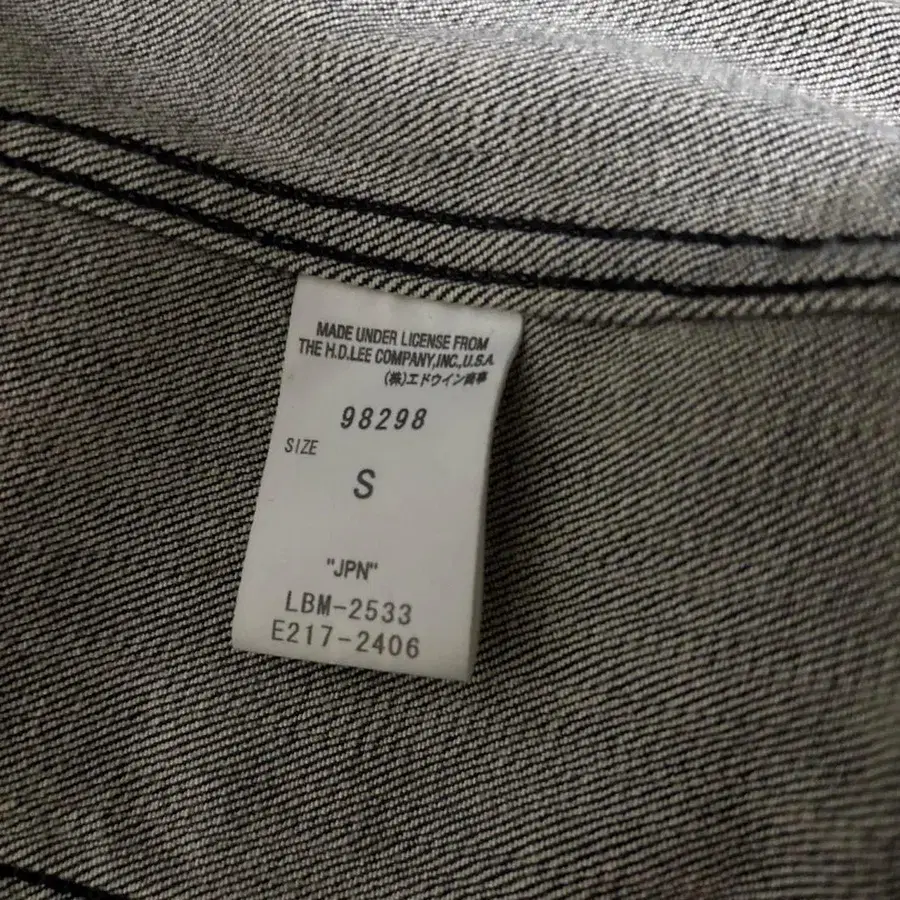 MADE UNDER LICENSE FROM
THE H.D.LEE COMPANY,INC.,U.S.A.
(株)エドウイン商事
98298
SIZE
S
"JPN"
LBM-2533
E217-2406